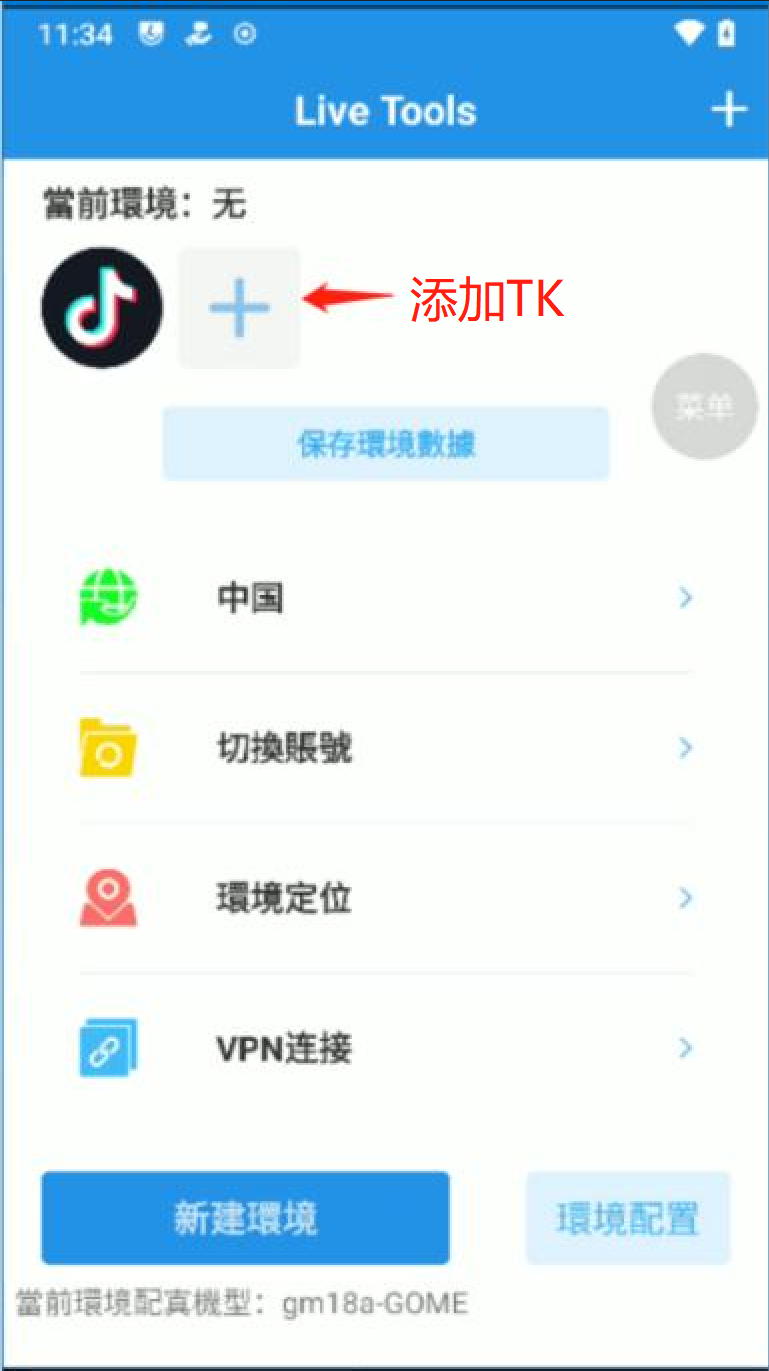 11:34
Live Tools
當前環境：无
添加TK
菜单
保存環境數據
中国
切換賬號
環境定位
VPN连接
新建環境
環境配置
當前環境配真機型：gm18a-GOME